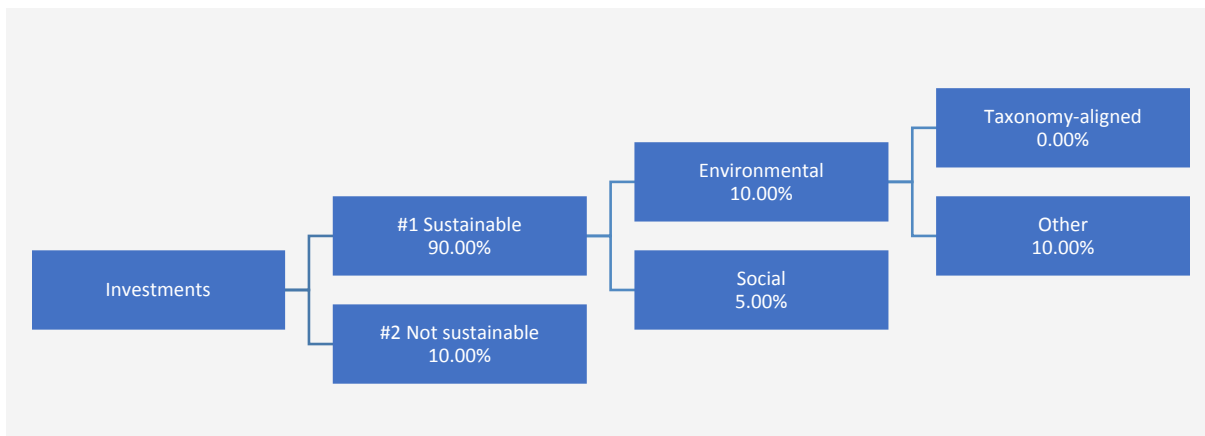 Investments
#1 Sustainable
90.00%
#2 Not sustainable
10.00%
Environmental
10.00%
Social
5.00%
Taxonomy-aligned
0.00%
Other
10.00%